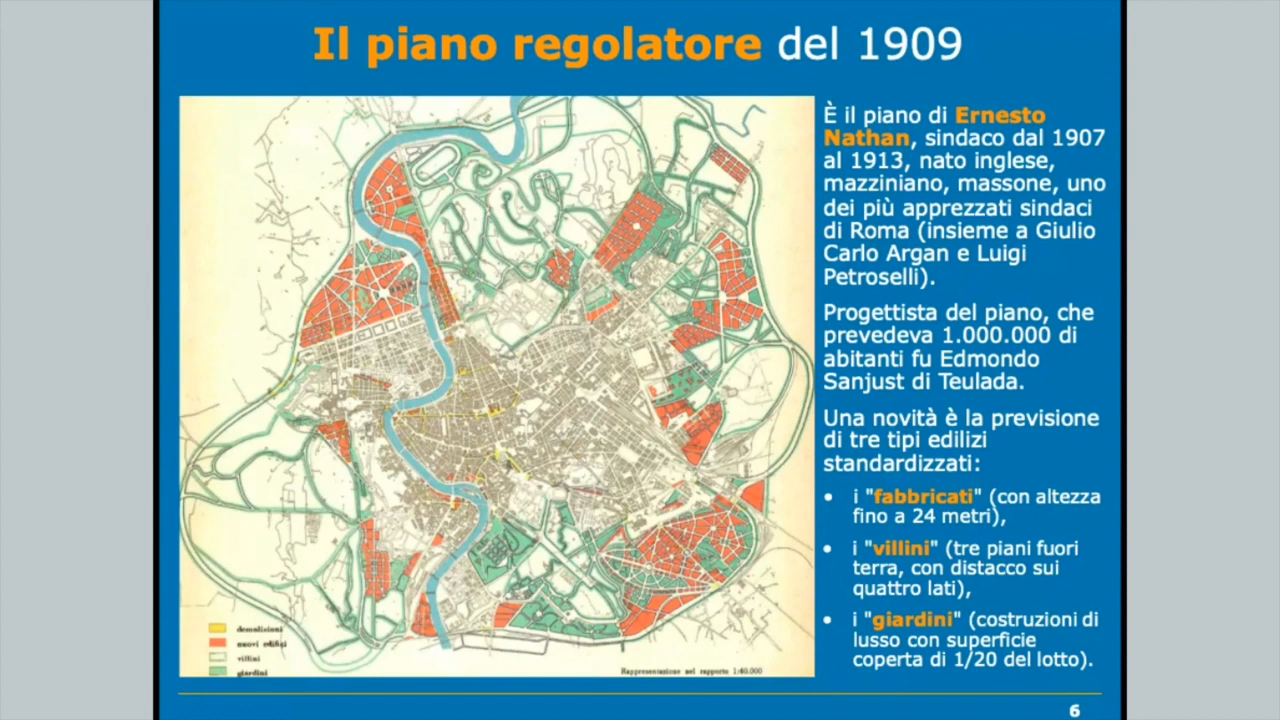 Il piano regolatore del 1909
È il piano di Ernesto
Nathan, sindaco dal 1907
al 1913, nato inglese,
mazziniano, massone, uno
dei più apprezzati sindaci
di Roma (insieme a Giulio
Carlo Argan e Luigi
Petroselli).
Progettista del piano, che
prevedeva 1.000.000 di
abitanti fu Edmondo
Sanjust di Teulada.
Una novità è la previsione
di tre tipi edilizi
standardizzati:
• i "fabbricati" (con altezza
fino a 24 metri),
• i "villini" (tre piani fuori
terra, con distacco sui
quattro lati),
• i "giardini" (costruzioni di
lusso con superficie
coperta di 1/20 del lotto).
demolizioni
nuovi edifizi
villini
giardini
Rappresentazione nel rapporto 1:40.000
6